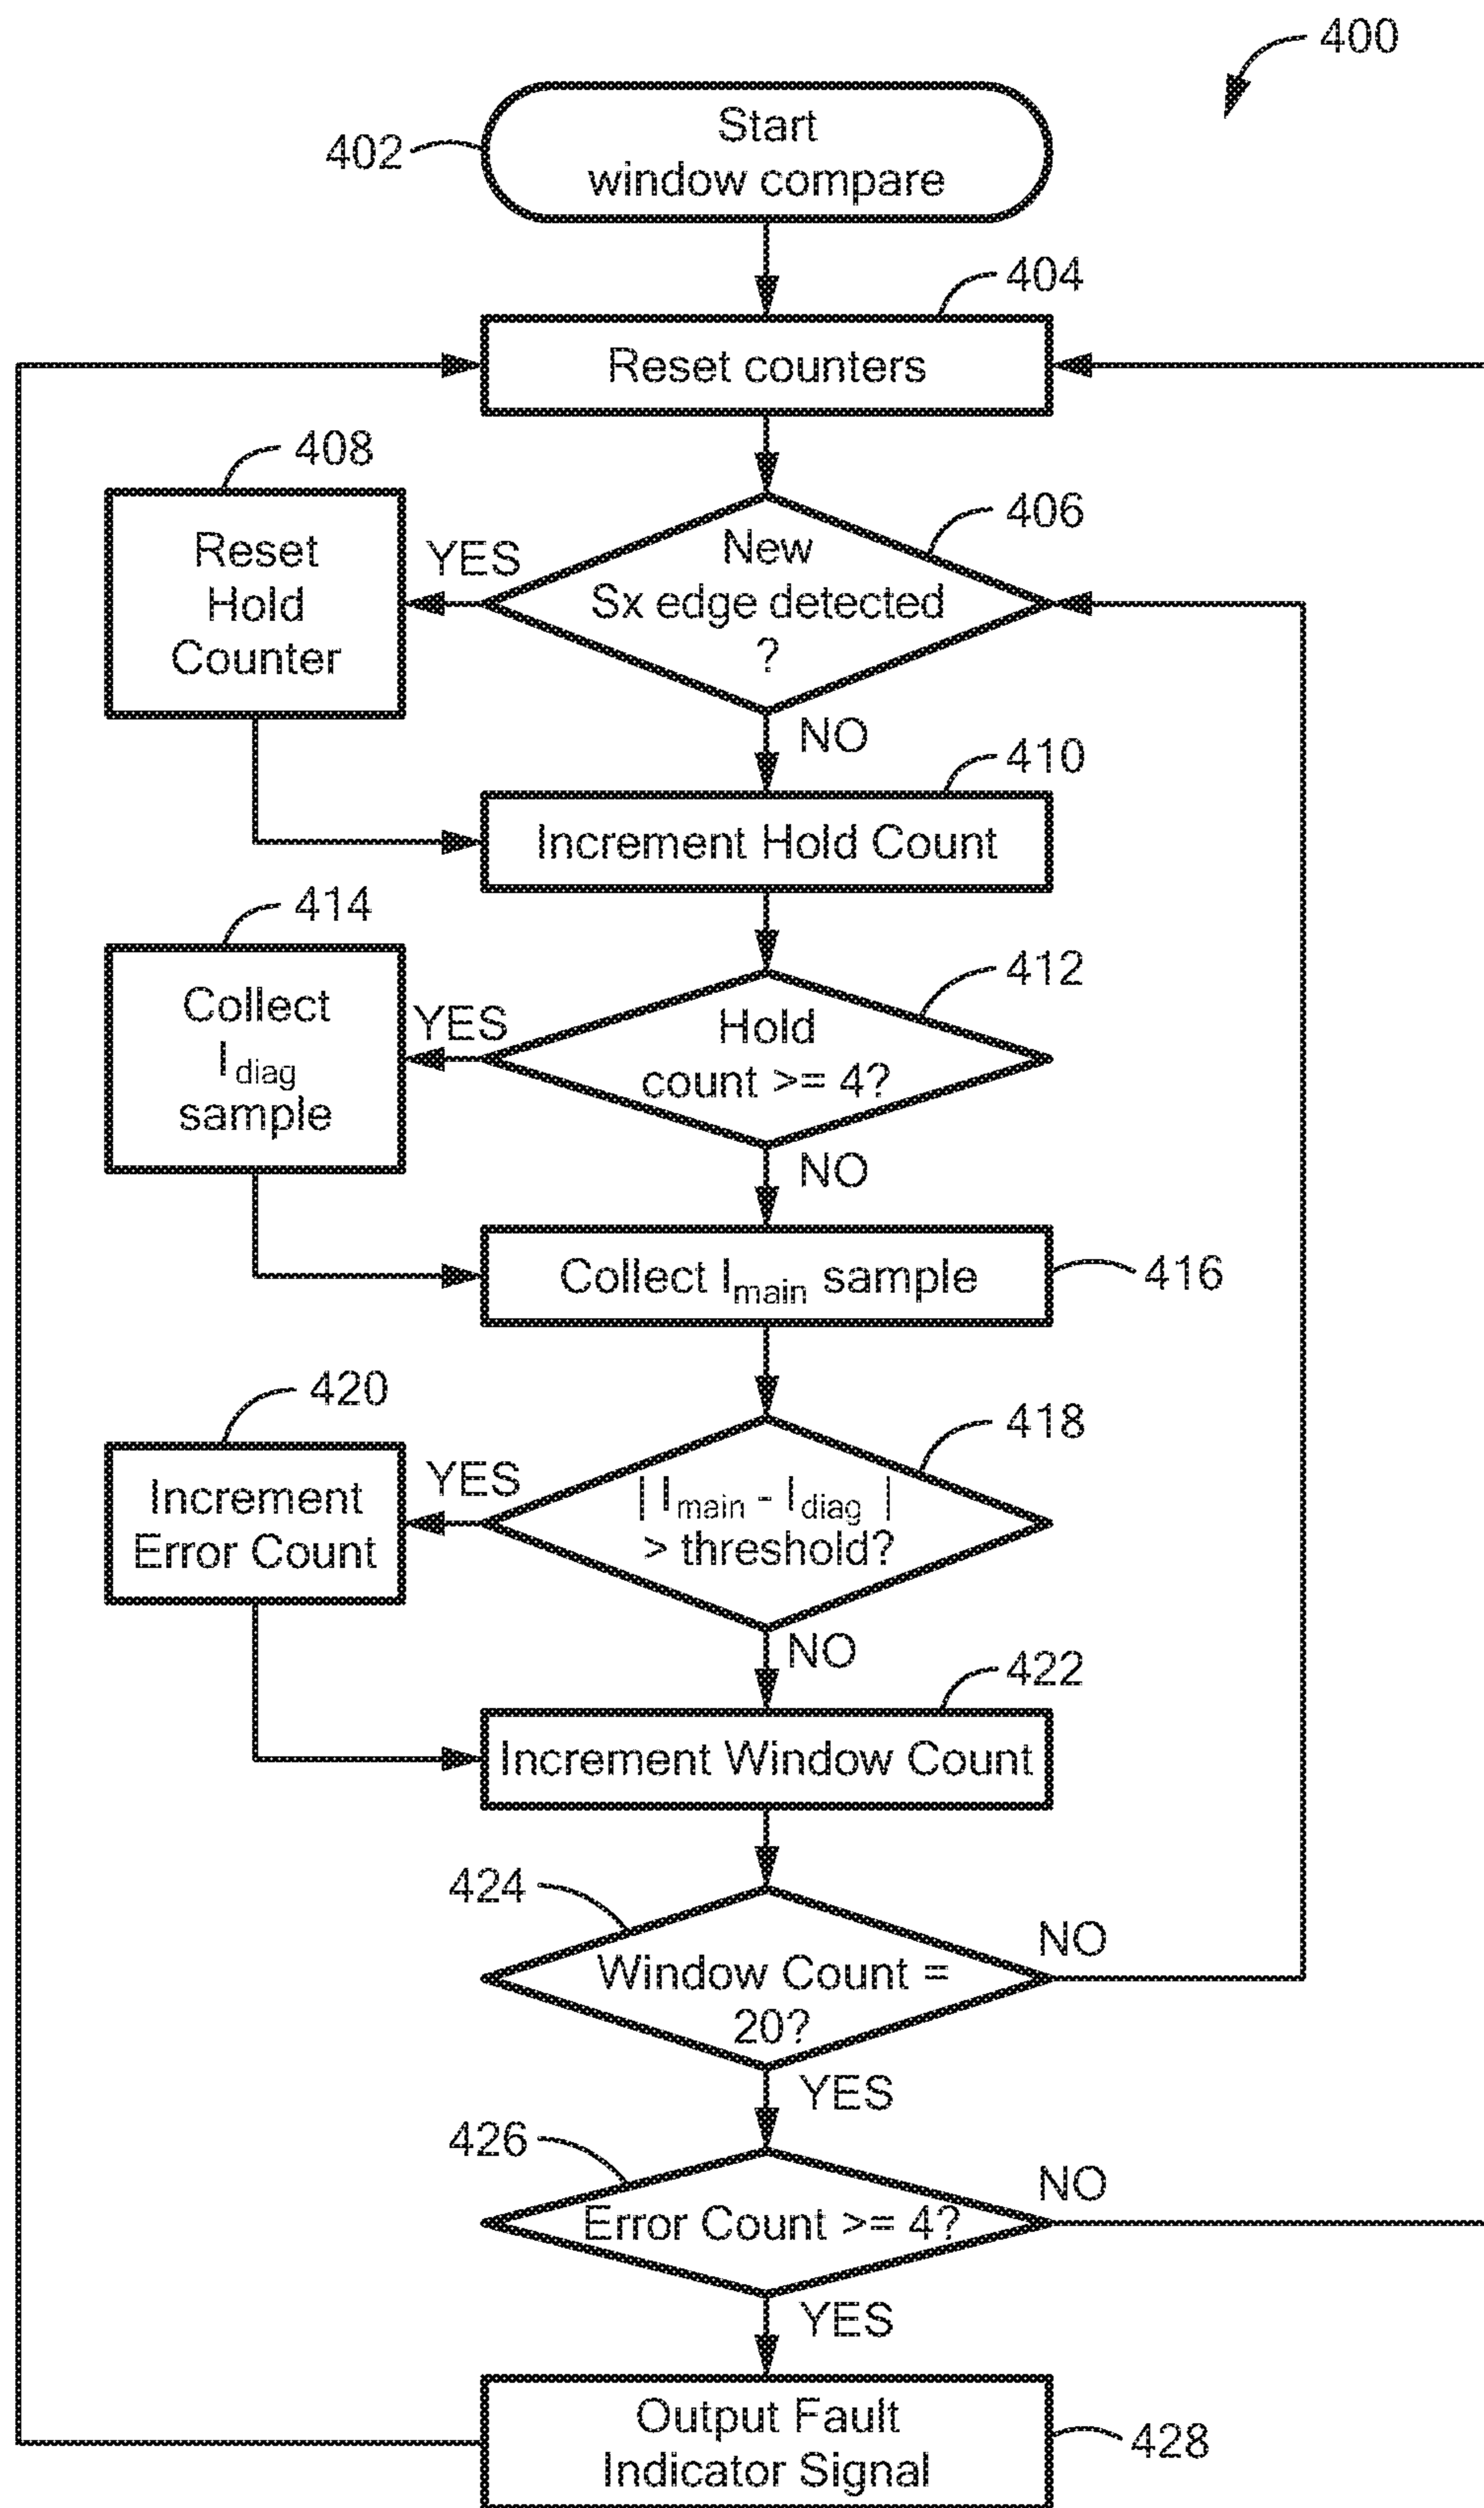 400
402
Start
window compare
404
Reset counters
408
Reset
Hold
Counter
YES
406
New
Sx edge detected
?
NO
410
Increment Hold Count
414
Collect
I diag
sample
YES
412
Hold
count >= 4?
NO
Collect I main sample
416
420
Increment
Error Count
YES
418
| I main - I diag |
> threshold?
NO
422
Increment Window Count
424
Window Count =
20?
NO
YES
426
Error Count >= 4?
NO
YES
Output Fault
Indicator Signal
428